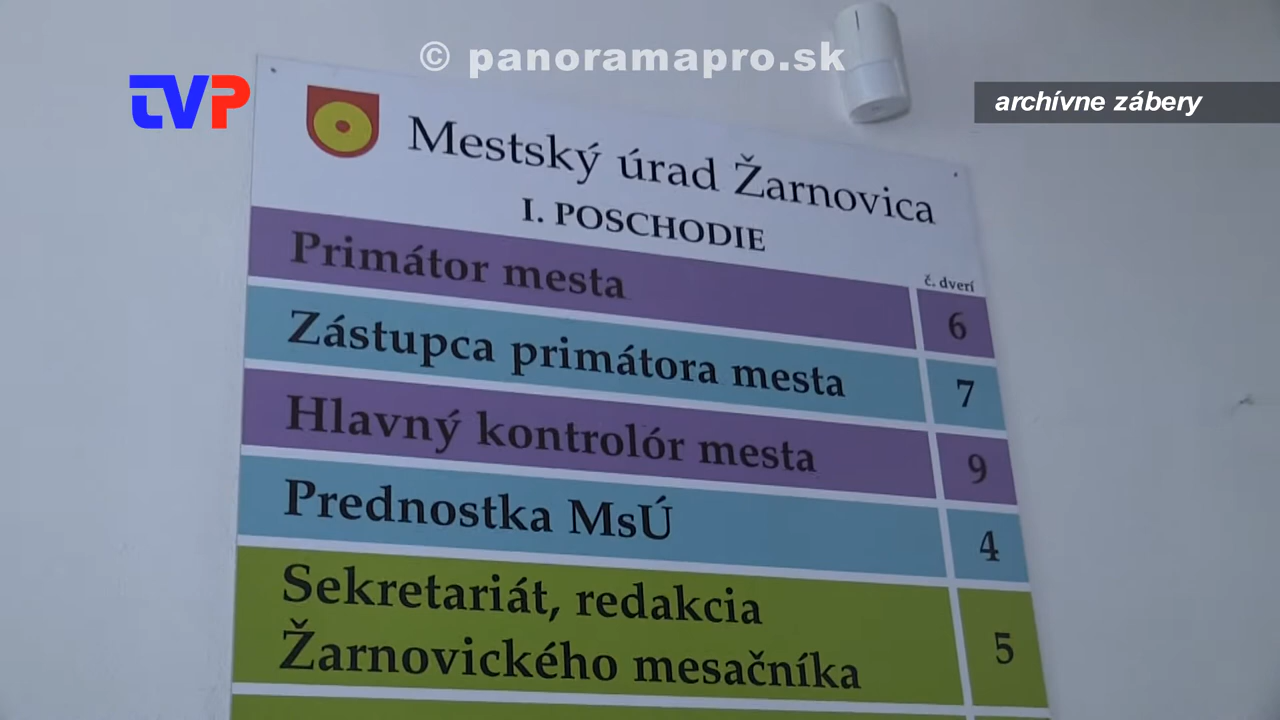 © panoramapro.sk
TVP
archívne zábery
Mestský úrad Žarnovica
I. POSCHODIE
č. dverí
Primátor mesta 6
Zástupca primátora mesta 7
Hlavný kontrolór mesta 9
Prednostka MsÚ 4
Sekretariát, redakcia
Žarnovického mesačníka 5